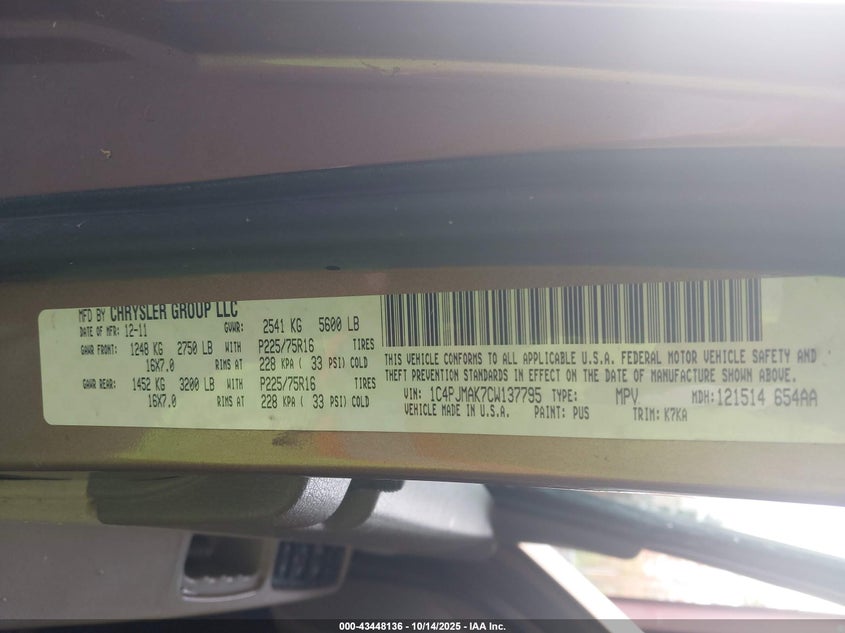 MFD BY CHRYSLER GROUP LLC
DATE OF MFR: 12-11 GVWR: 2541 KG 5600 LB
GAWR FRONT: 1248 KG 2750 LB WITH P225/75R16 TIRES
16X7.0 RIMS AT 228 KPA ( 33 PSI) COLD
GAWR REAR: 1452 KG 3200 LB WITH P225/75R16 TIRES
16X7.0 RIMS AT 228 KPA ( 33 PSI) COLD
THIS VEHICLE CONFORMS TO ALL APPLICABLE U.S.A. FEDERAL MOTOR VEHICLE SAFETY AND
THEFT PREVENTION STANDARDS IN EFFECT ON THE DATE OF MANUFACTURE SHOWN ABOVE.
VIN: 1C4PJMAK7CW137795 TYPE: MPV MDH: 121514 654AA
VEHICLE MADE IN U.S.A. PAINT: PUS TRIM: K7KA
000-43448136 - 10/14/2025 - IAA Inc.